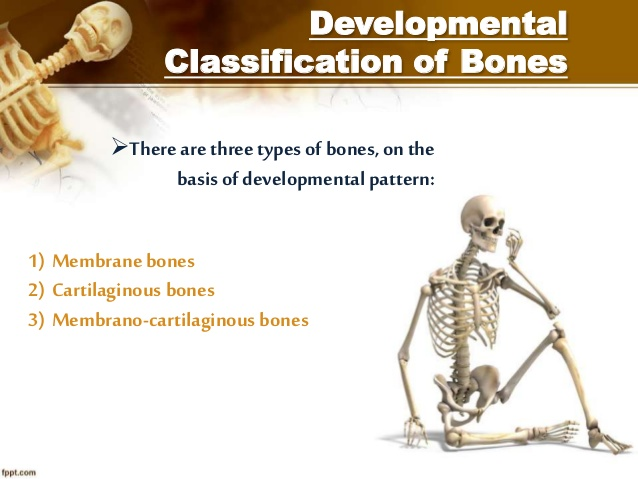 Developmental
Classification of Bones
➢There are three types of bones, on the
basis of developmental pattern:
1) Membrane bones
2) Cartilaginous bones
3) Membrano-cartilaginous bones
fppt.com